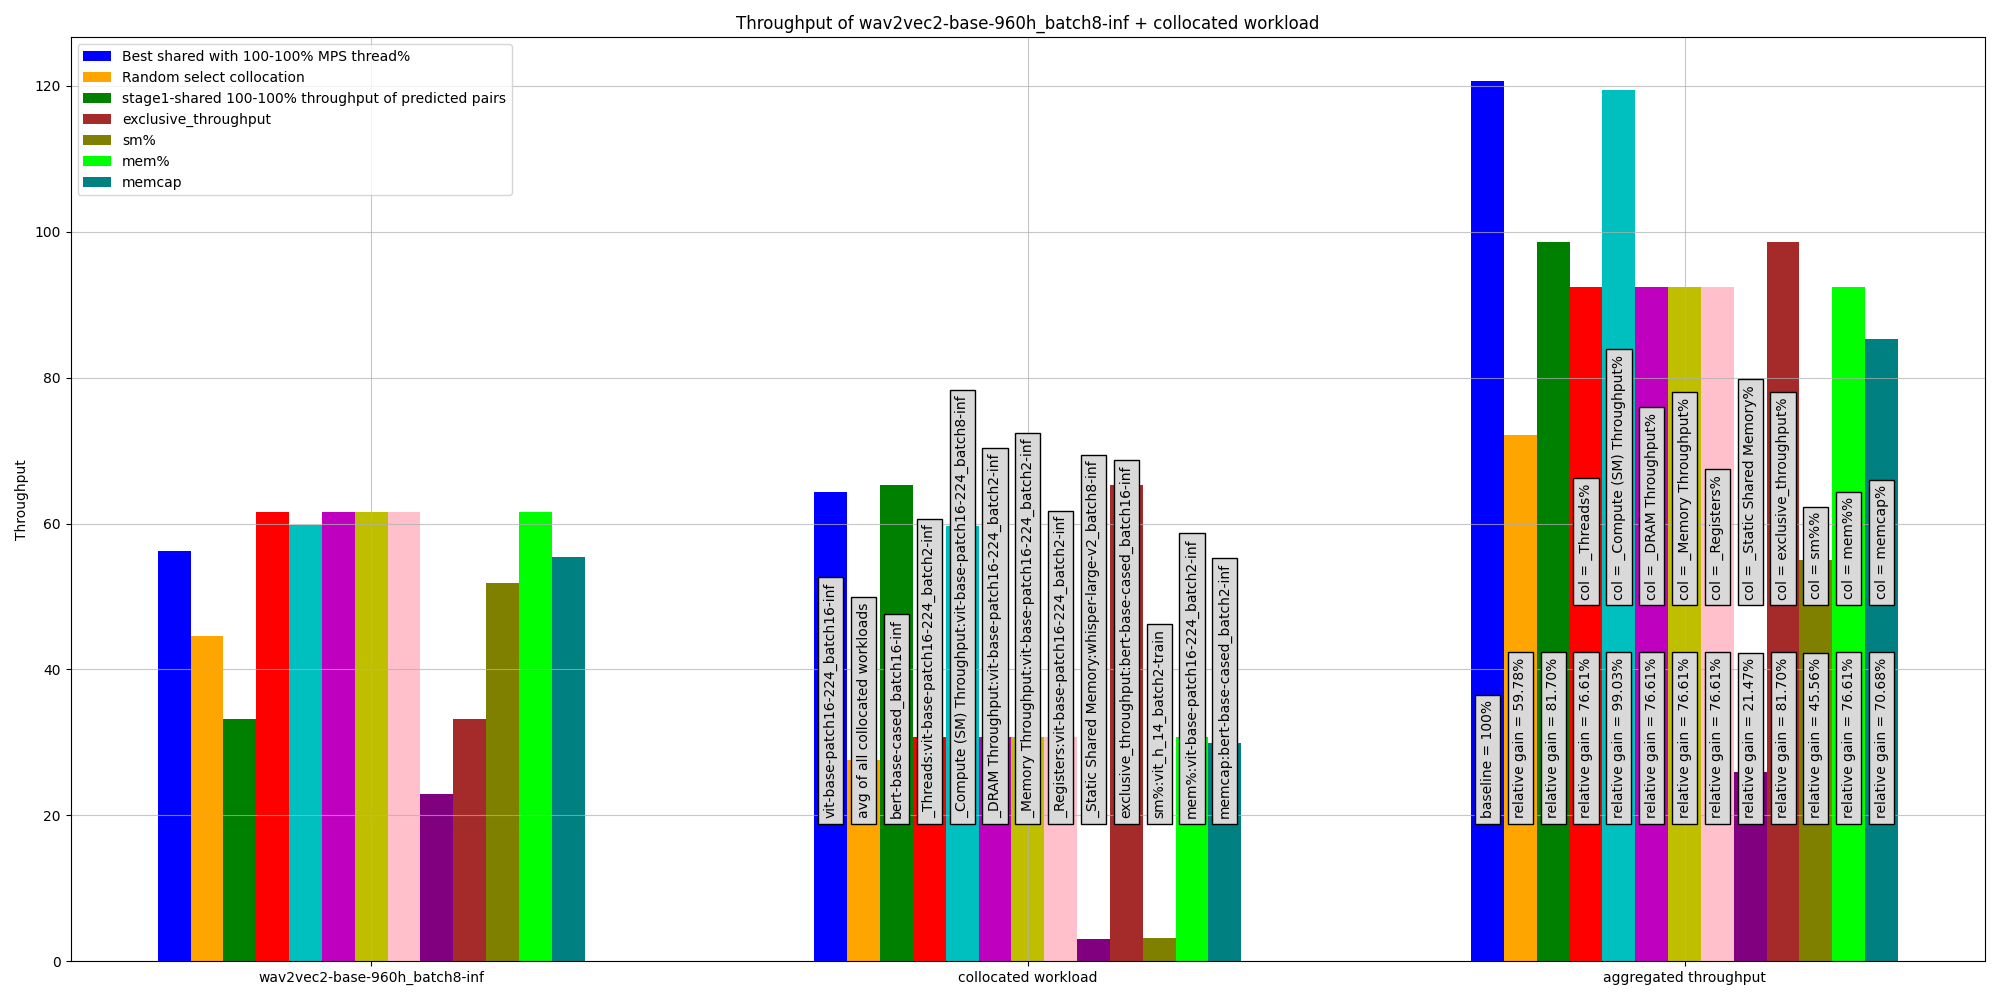 Throughput of wav2vec2-base-960h_batch8-inf + collocated workload
Best shared with 100-100% MPS thread%
Random select collocation
stage1-shared 100-100% throughput of predicted pairs
exclusive_throughput
sm%
mem%
memcap
Throughput
120
100
80
60
40
20
0
vit-base-patch16-224_batch16-inf
avg of all collocated workloads
bert-base-cased_batch16-inf
_Threads:vit-base-patch16-224_batch2-inf
_Compute (SM) Throughput:vit-base-patch16-224_batch8-inf
_DRAM Throughput:vit-base-patch16-224_batch2-inf
_Memory Throughput:vit-base-patch16-224_batch2-inf
_Registers:vit-base-patch16-224_batch2-inf
_Static Shared Memory:whisper-large-v2_batch8-inf
exclusive_throughput:bert-base-cased_batch16-inf
sm%:vit_h_14_batch2-train
mem%:vit-base-patch16-224_batch2-inf
memcap:bert-base-cased_batch2-inf
col = _Threads%
col = _Compute (SM) Throughput%
col = _DRAM Throughput%
col = _Memory Throughput%
col = _Registers%
col = _Static Shared Memory%
col = exclusive_throughput%
col = sm%%
col = mem%%
col = memcap%
baseline = 100%
relative gain = 59.78%
relative gain = 81.70%
relative gain = 76.61%
relative gain = 99.03%
relative gain = 76.61%
relative gain = 76.61%
relative gain = 76.61%
relative gain = 21.47%
relative gain = 81.70%
relative gain = 45.56%
relative gain = 76.61%
relative gain = 70.68%
wav2vec2-base-960h_batch8-inf
collocated workload
aggregated throughput